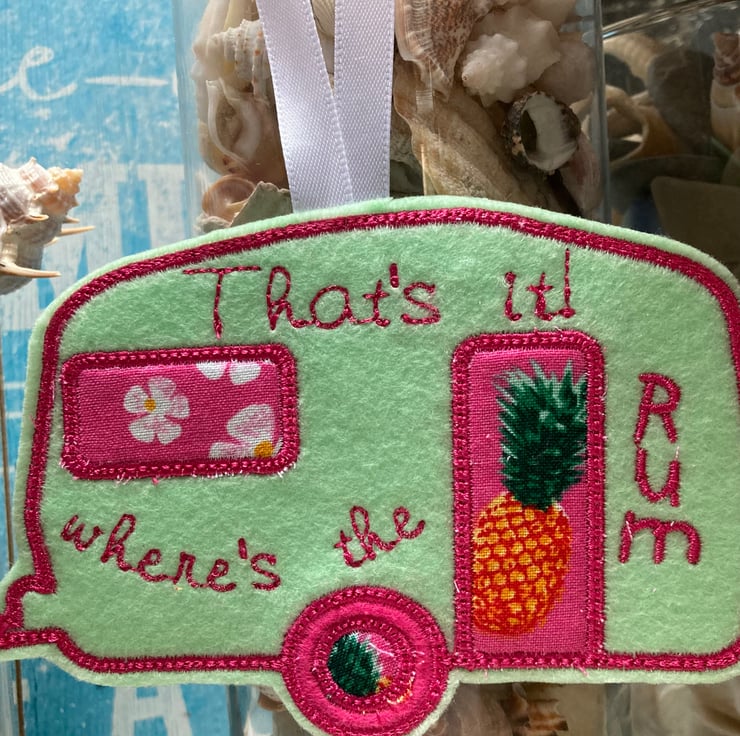 That's it!
where's the
Rum